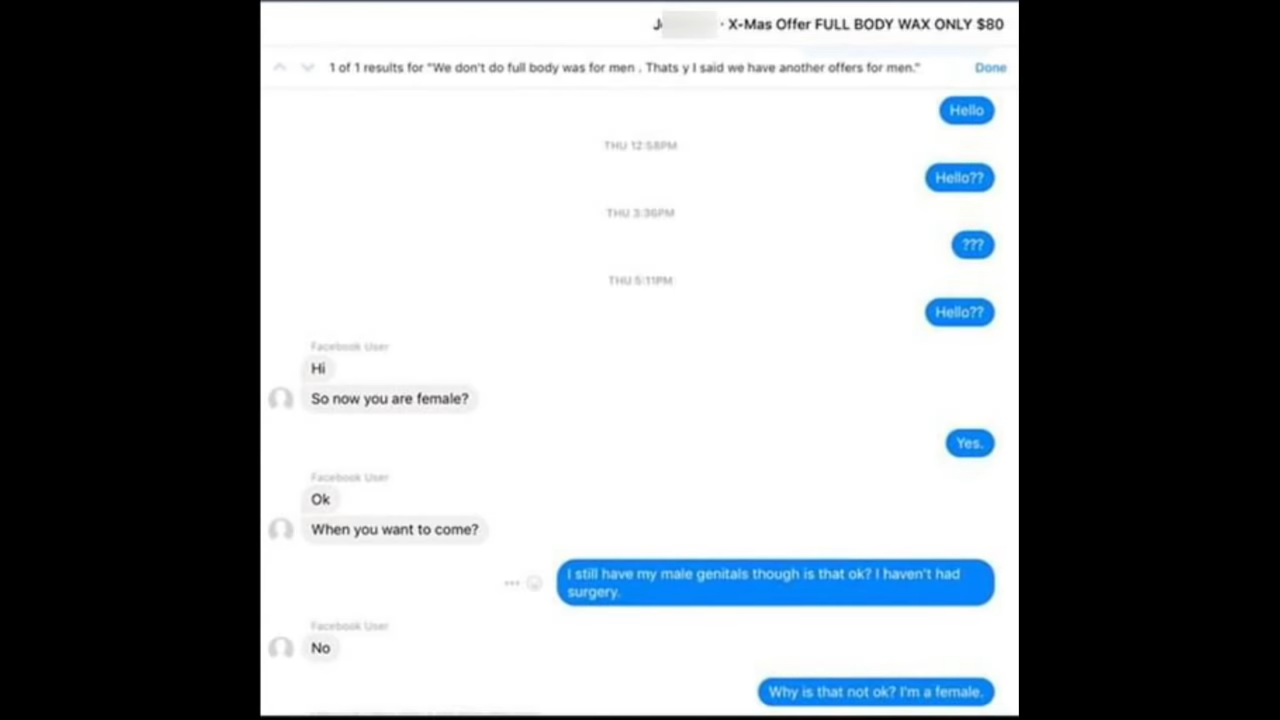 J · X-Mas Offer FULL BODY WAX ONLY $80
1 of 1 results for "We don't do full body was for men . Thats y I said we have another offers for men."
Done
Hello
THU 12:58PM
Hello??
THU 3:36PM
???
THU 5:11PM
Hello??
Facebook User
Hi
So now you are female?
Yes.
Facebook User
Ok
When you want to come?
I still have my male genitals though is that ok? I haven't had
surgery.
Facebook User
No
Why is that not ok? I'm a female.